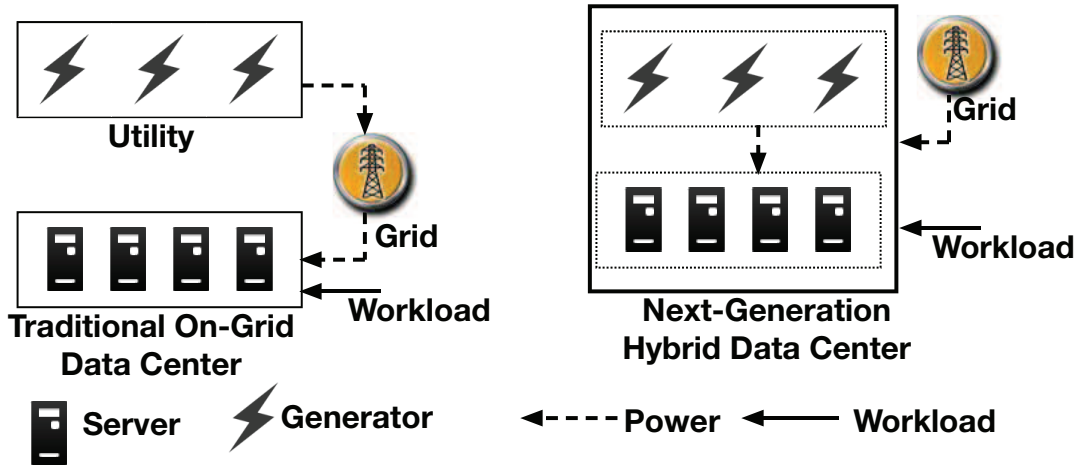 Utility
Grid
Workload
Traditional On-Grid
Data Center
Grid
Workload
Next-Generation
Hybrid Data Center
Server
Generator
Power
Workload